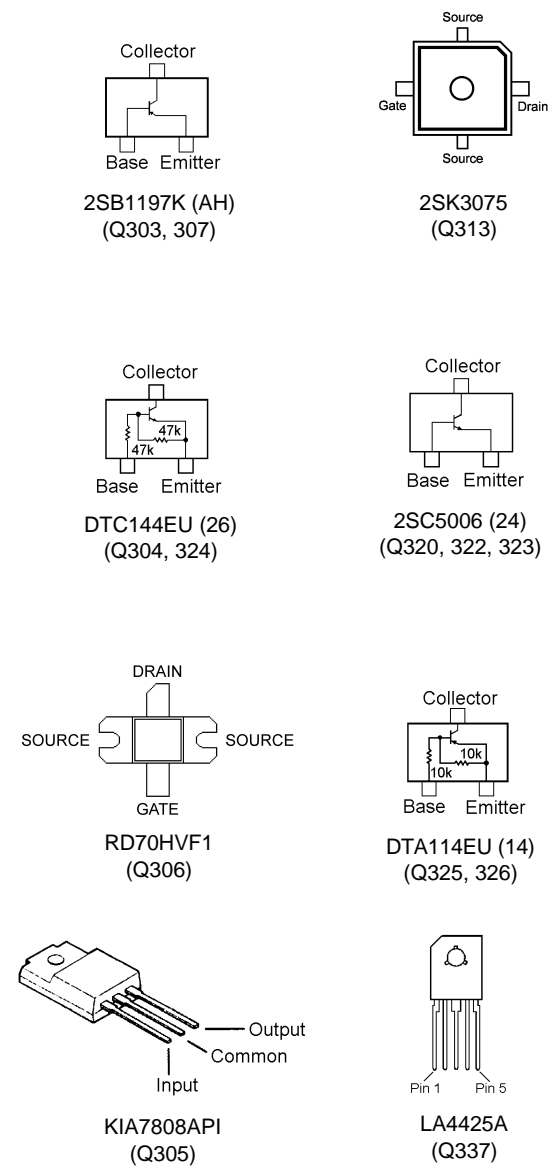 Collector
Base Emitter
2SB1197K (AH)
(Q303, 307)
Source
Gate
Drain
Source
2SK3075
(Q313)
Collector
47k
47k
Base Emitter
DTC144EU (26)
(Q304, 324)
Collector
Base Emitter
2SC5006 (24)
(Q320, 322, 323)
DRAIN
SOURCE
SOURCE
GATE
RD70HVF1
(Q306)
Collector
10k
10k
Base Emitter
DTA114EU (14)
(Q325, 326)
Output
Common
Input
KIA7808API
(Q305)
Pin 1 Pin 5
LA4425A
(Q337)